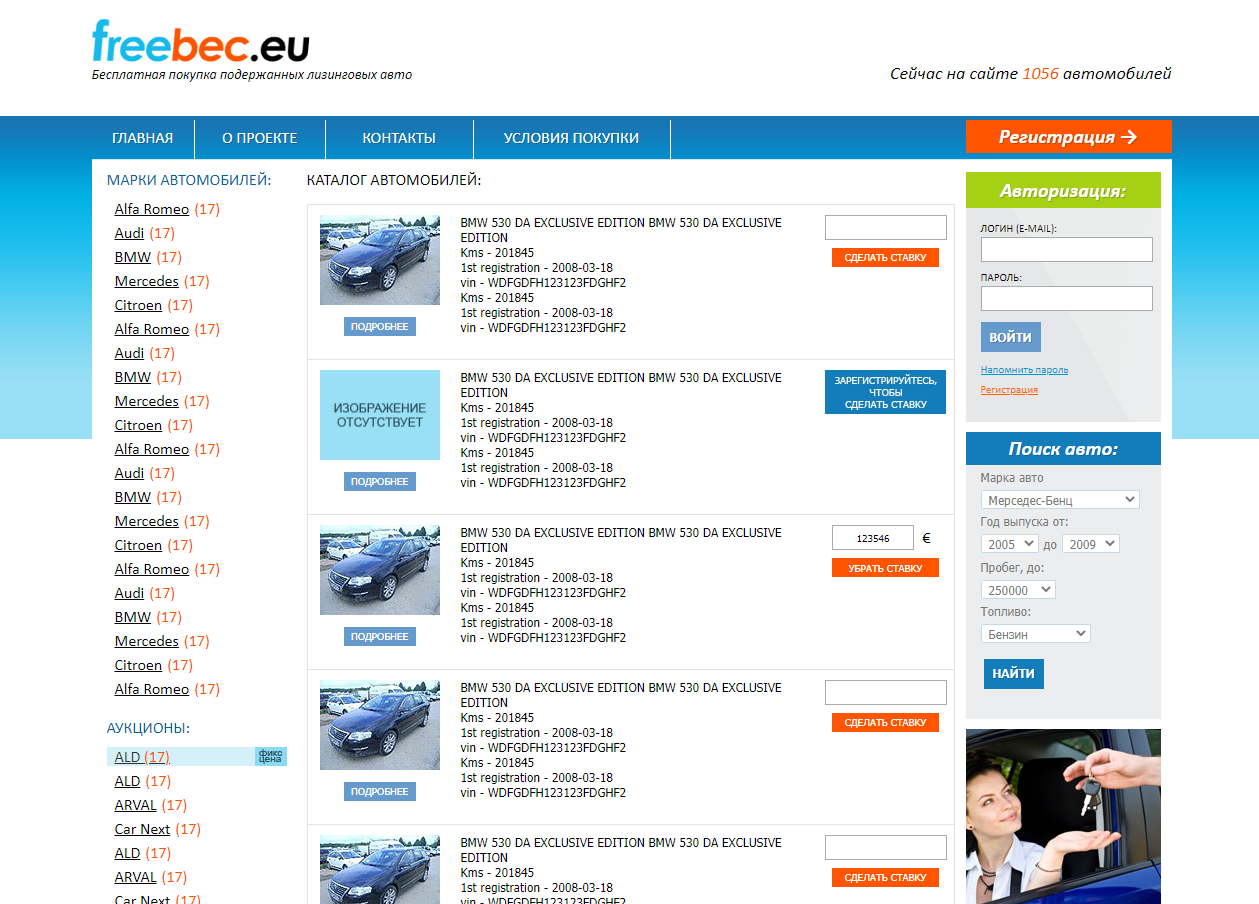 freebec.eu
Бесплатная покупка подержанных лизинговых авто
Сейчас на сайте 1056 автомобилей
ГЛАВНАЯ
О ПРОЕКТЕ
КОНТАКТЫ
УСЛОВИЯ ПОКУПКИ
Регистрация →
МАРКИ АВТОМОБИЛЕЙ:
Alfa Romeo (17)
Audi (17)
BMW (17)
Mercedes (17)
Citroen (17)
Alfa Romeo (17)
Audi (17)
BMW (17)
Mercedes (17)
Citroen (17)
Alfa Romeo (17)
Audi (17)
BMW (17)
Mercedes (17)
Citroen (17)
Alfa Romeo (17)
Audi (17)
BMW (17)
Mercedes (17)
Citroen (17)
Alfa Romeo (17)
АУКЦИОНЫ:
ALD (17)
фикс
цена
ALD (17)
ARVAL (17)
Car Next (17)
ALD (17)
ARVAL (17)
Car Next (17)
КАТАЛОГ АВТОМОБИЛЕЙ:
BMW 530 DA EXCLUSIVE EDITION BMW 530 DA EXCLUSIVE
EDITION
Kms - 201845
1st registration - 2008-03-18
vin - WDFGDFH123123FDGHF2
Kms - 201845
1st registration - 2008-03-18
vin - WDFGDFH123123FDGHF2
ПОДРОБНЕЕ
СДЕЛАТЬ СТАВКУ
ИЗОБРАЖЕНИЕ
ОТСУТСТВУЕТ
BMW 530 DA EXCLUSIVE EDITION BMW 530 DA EXCLUSIVE
EDITION
Kms - 201845
1st registration - 2008-03-18
vin - WDFGDFH123123FDGHF2
Kms - 201845
1st registration - 2008-03-18
vin - WDFGDFH123123FDGHF2
ПОДРОБНЕЕ
ЗАРЕГИСТРИРУЙТЕСЬ,
ЧТОБЫ
СДЕЛАТЬ СТАВКУ
BMW 530 DA EXCLUSIVE EDITION BMW 530 DA EXCLUSIVE
EDITION
Kms - 201845
1st registration - 2008-03-18
vin - WDFGDFH123123FDGHF2
Kms - 201845
1st registration - 2008-03-18
vin - WDFGDFH123123FDGHF2
ПОДРОБНЕЕ
123546 €
УБРАТЬ СТАВКУ
BMW 530 DA EXCLUSIVE EDITION BMW 530 DA EXCLUSIVE
EDITION
Kms - 201845
1st registration - 2008-03-18
vin - WDFGDFH123123FDGHF2
Kms - 201845
1st registration - 2008-03-18
vin - WDFGDFH123123FDGHF2
ПОДРОБНЕЕ
СДЕЛАТЬ СТАВКУ
BMW 530 DA EXCLUSIVE EDITION BMW 530 DA EXCLUSIVE
EDITION
Kms - 201845
1st registration - 2008-03-18
vin - WDFGDFH123123FDGHF2
СДЕЛАТЬ СТАВКУ
Авторизация:
ЛОГИН (E-MAIL):
ПАРОЛЬ:
ВОЙТИ
Напомнить пароль
Регистрация
Поиск авто:
Марка авто
Мерседес-Бенц
Год выпуска от:
2005 до 2009
Пробег, до:
250000
Топливо:
Бензин
НАЙТИ